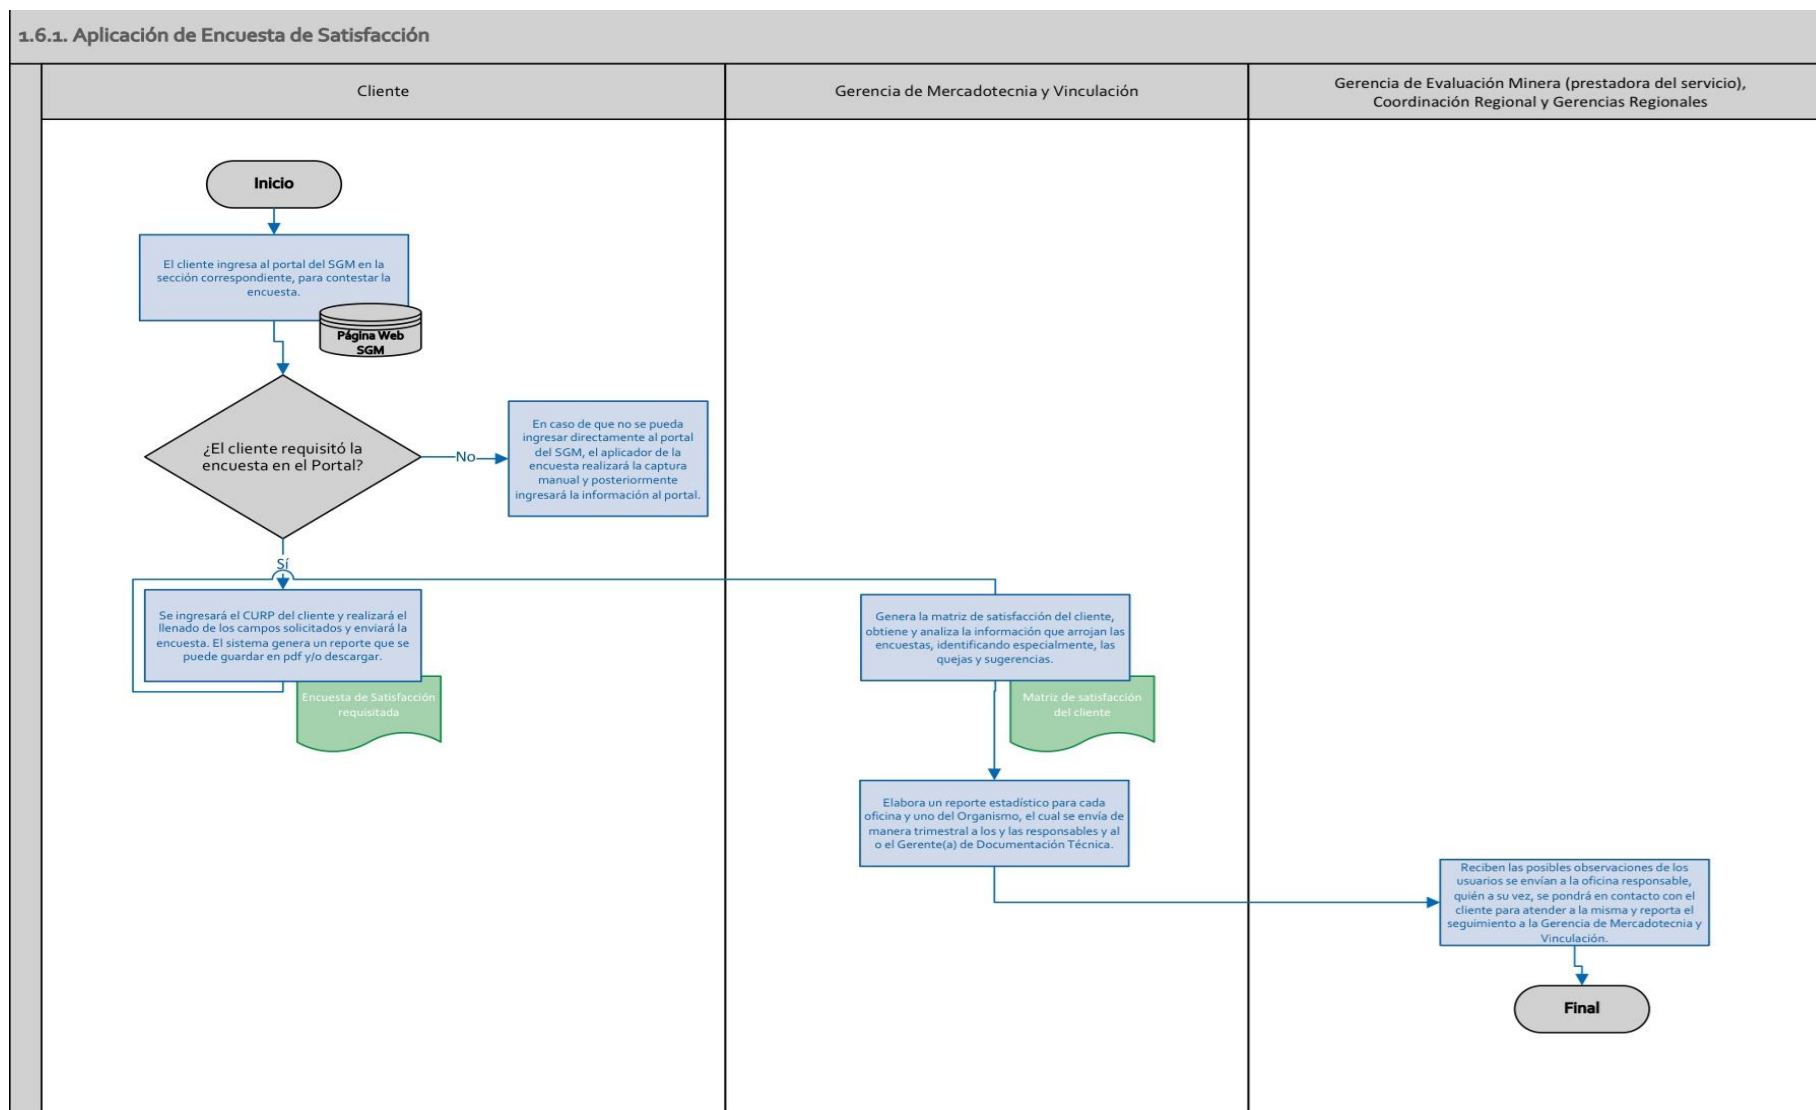 1.6.1. Aplicación de Encuesta de Satisfacción
Cliente
Gerencia de Mercadotecnia y Vinculación
Gerencia de Evaluación Minera (prestadora del servicio),
Coordinación Regional y Gerencias Regionales
Inicio
El cliente ingresa al portal del SGM en la
sección correspondiente, para contestar la
encuesta.
Página Web
SGM
¿El cliente requisitó la
encuesta en el Portal?
No
En caso de que no se pueda
ingresar directamente al portal
del SGM, el aplicador de la
encuesta realizará la captura
manual y posteriormente
ingresará la información al portal.
Sí
Se ingresará el CURP del cliente y realizará el
llenado de los campos solicitados y enviará la
encuesta. El sistema genera un reporte que se
puede guardar en pdf y/o descargar.
Encuesta de Satisfacción
requisitada
Genera la matriz de satisfacción del cliente,
obtiene y analiza la información que arrojan las
encuestas, identificando especialmente, las
quejas y sugerencias.
Matriz de satisfacción
del cliente
Elabora un reporte estadístico para cada
oficina y uno del Organismo, el cual se envía de
manera trimestral a los y las responsables y al
o el Gerente(a) de Documentación Técnica.
Reciben las posibles observaciones de los
usuarios se envían a la oficina responsable,
quién a su vez, se pondrá en contacto con el
cliente para atender a la misma y reporta el
seguimiento a la Gerencia de Mercadotecnia y
Vinculación.
Final